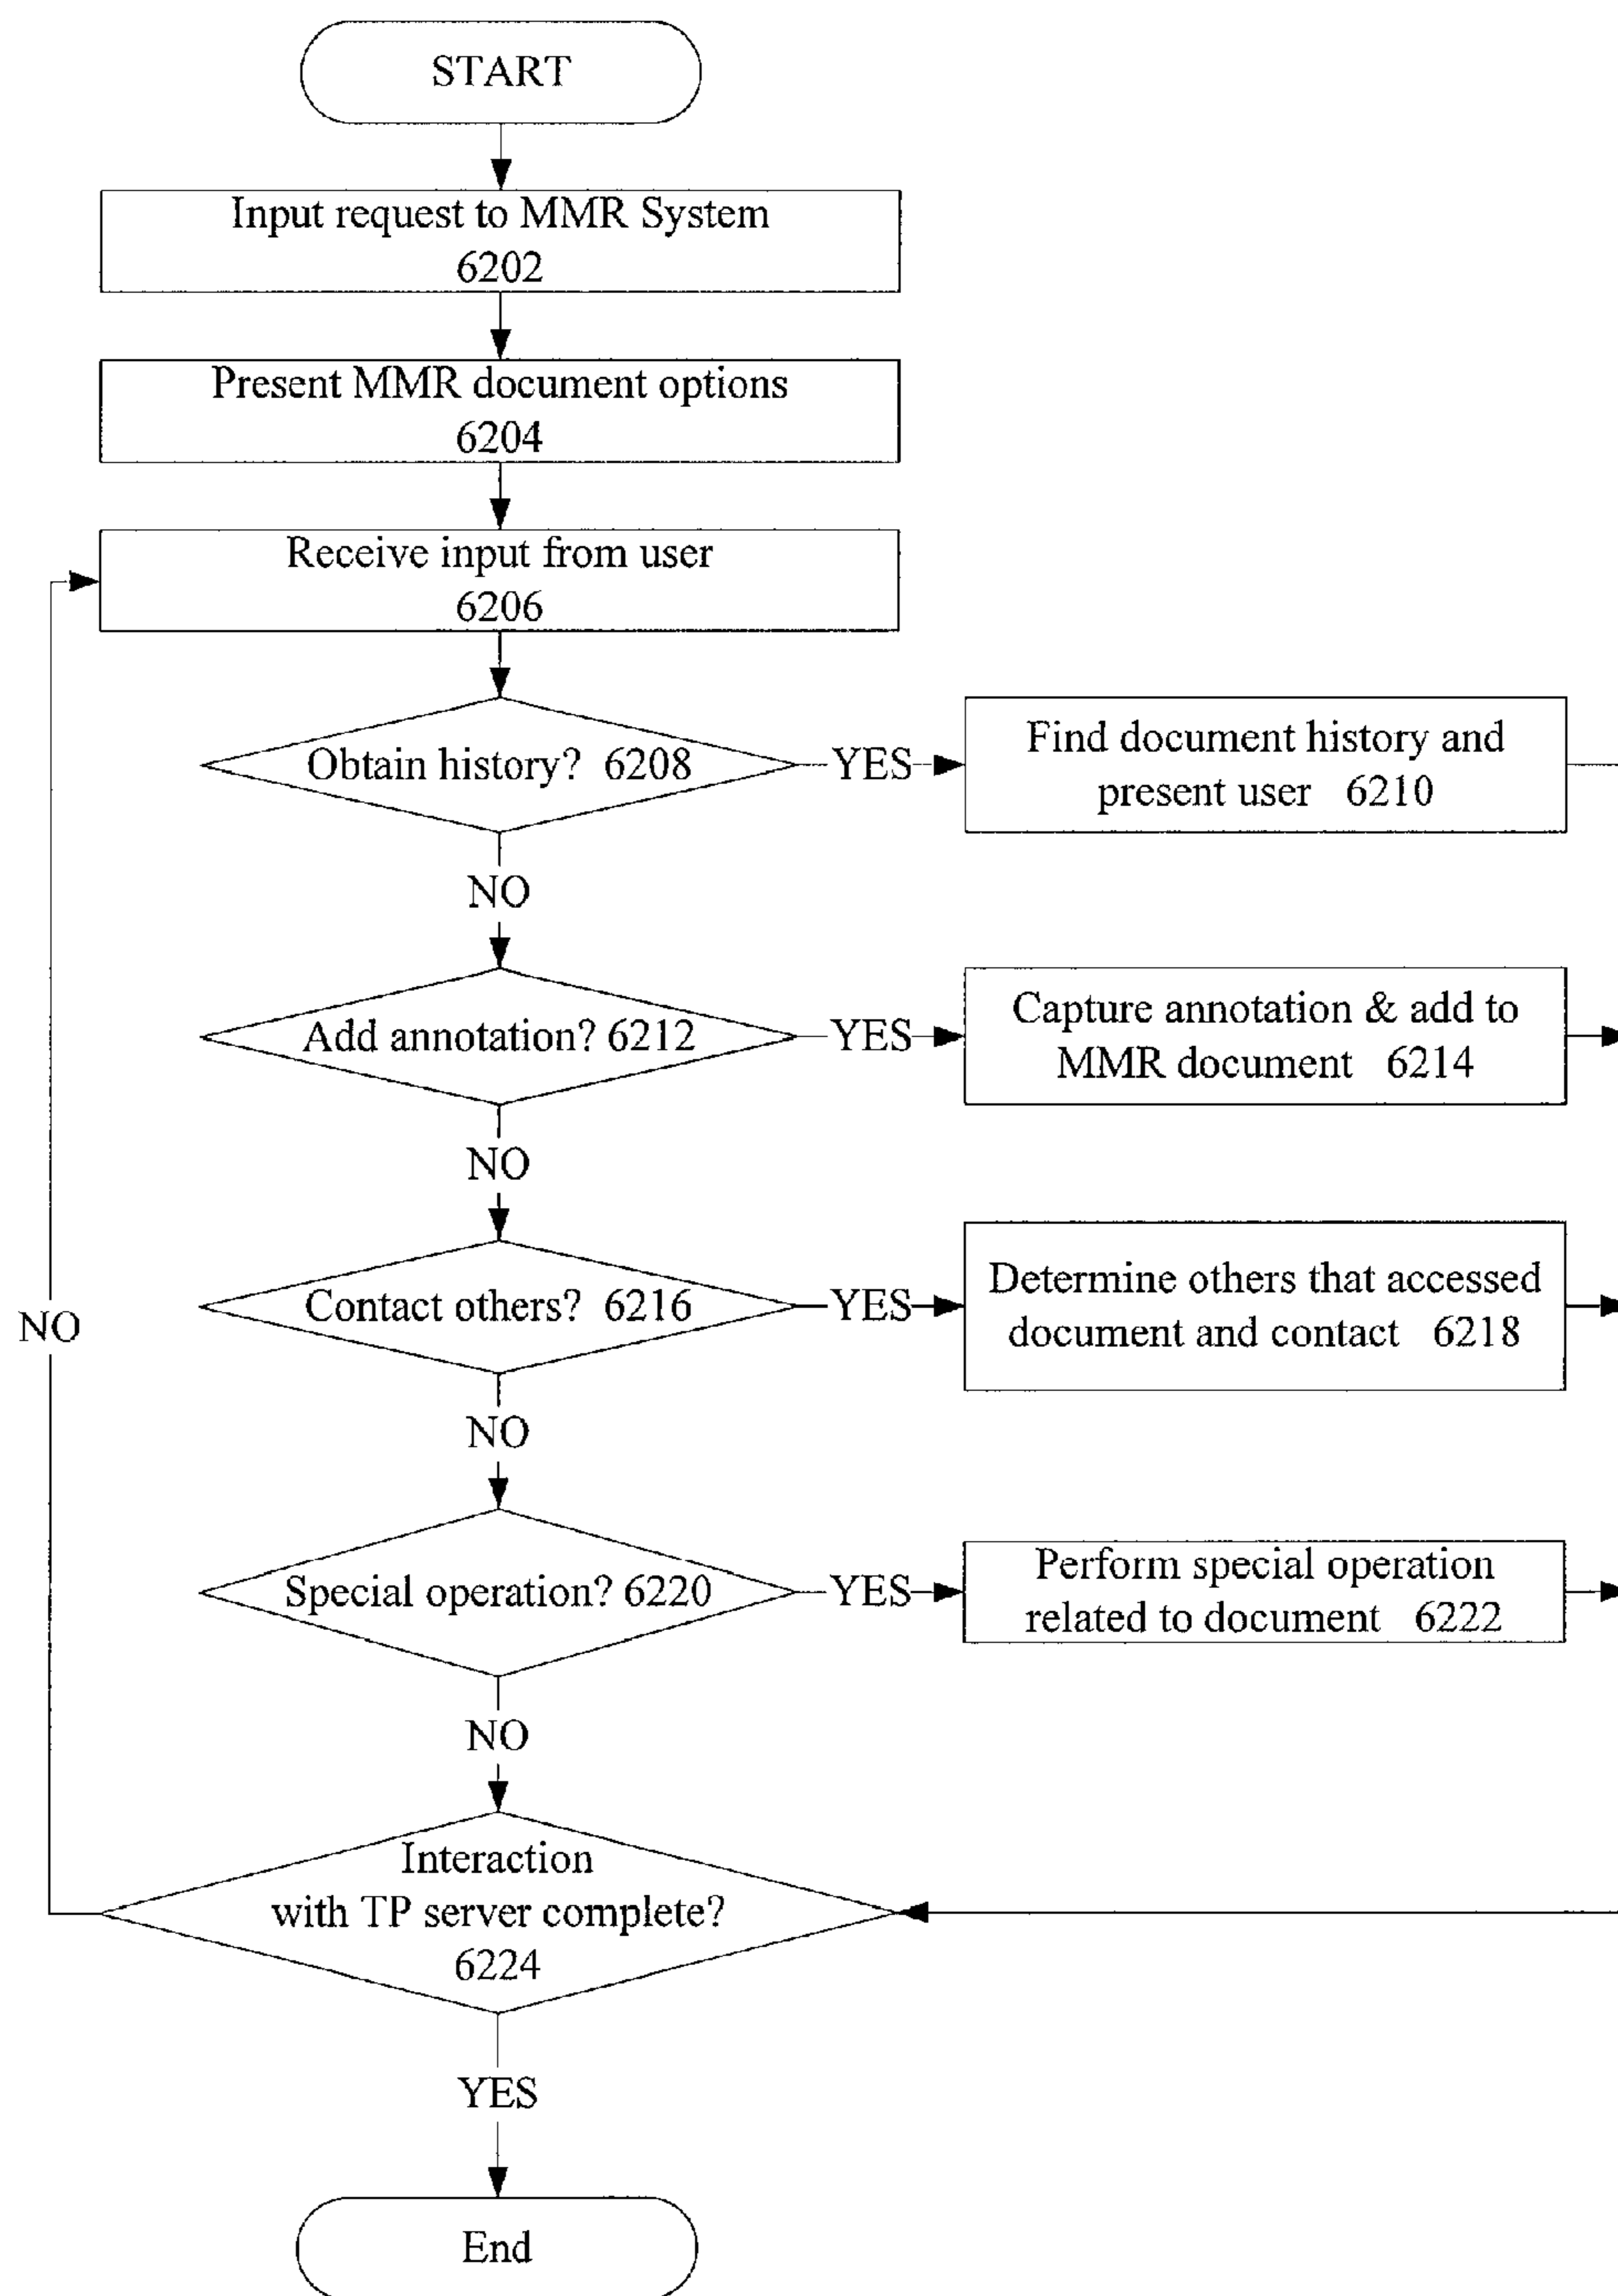 START
Input request to MMR System
6202
Present MMR document options
6204
Receive input from user
6206
Obtain history? 6208
YES
Find document history and
present user 6210
NO
Add annotation? 6212
YES
Capture annotation & add to
MMR document 6214
NO
Contact others? 6216
YES
Determine others that accessed
document and contact 6218
NO
NO
Special operation? 6220
YES
Perform special operation
related to document 6222
NO
Interaction
with TP server complete?
6224
YES
End